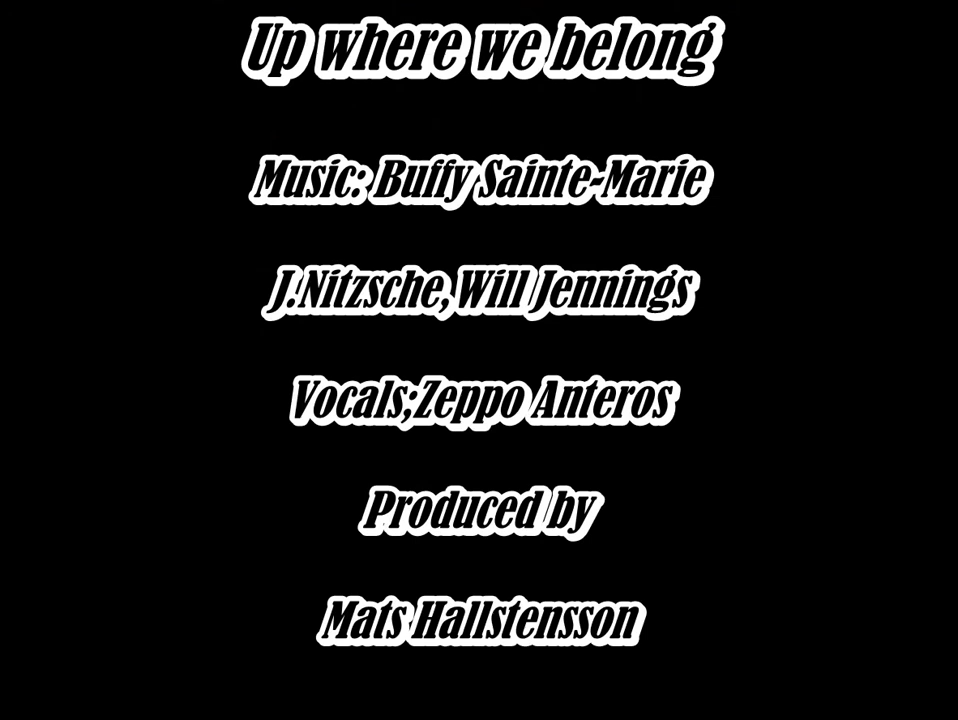 Up where we belong
Music: Buffy Sainte-Marie
J.Nitzsche,Will Jennings
Vocals;Zeppo Anteros
Produced by
Mats Hallstensson